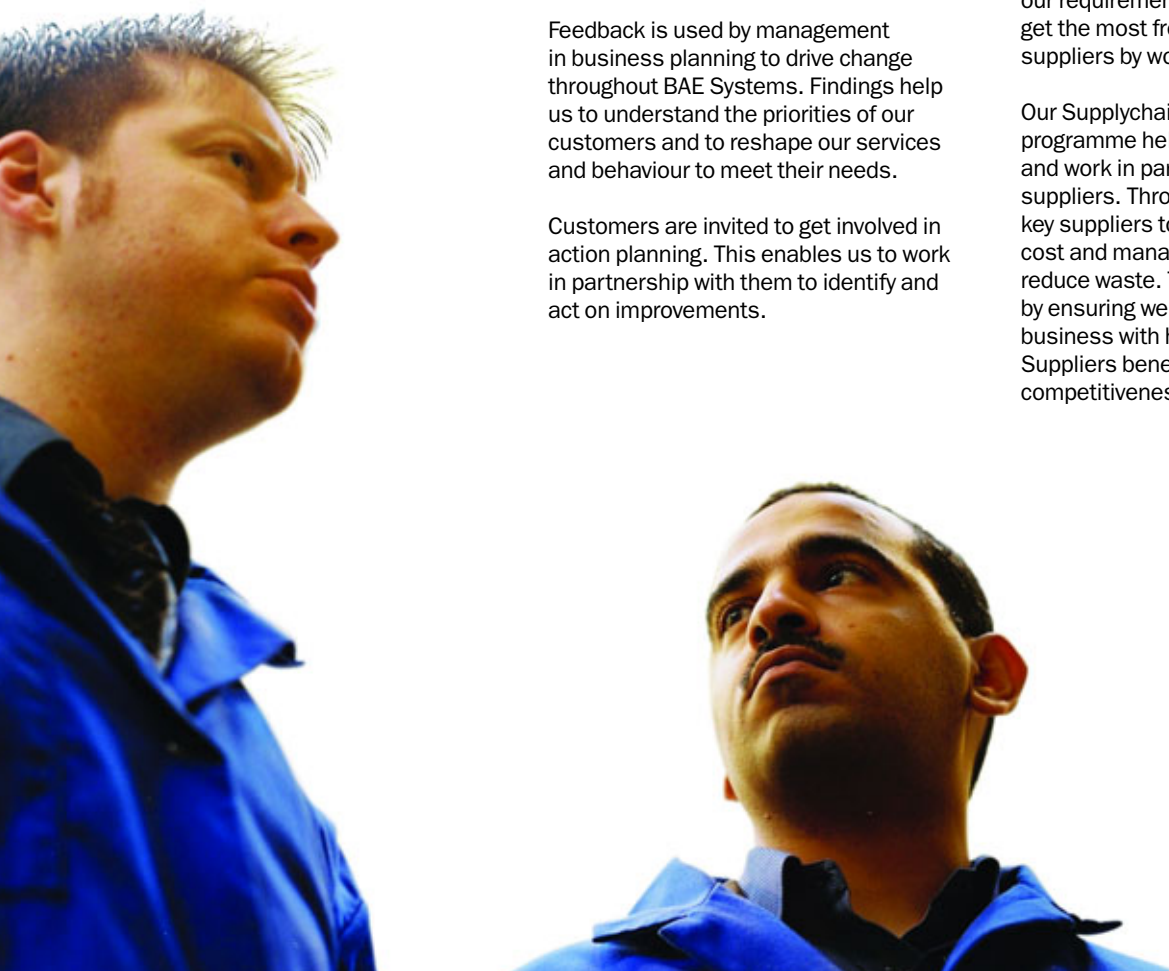 Feedback is used by management
in business planning to drive change
throughout BAE Systems. Findings help
us to understand the priorities of our
customers and to reshape our services
and behaviour to meet their needs.
Customers are invited to get involved in
action planning. This enables us to work
in partnership with them to identify and
act on improvements.
get the most
suppliers by
Our
programme
and work in
suppliers.
key suppliers
cost and
reduce waste.
by ensuring we
business with
Suppliers